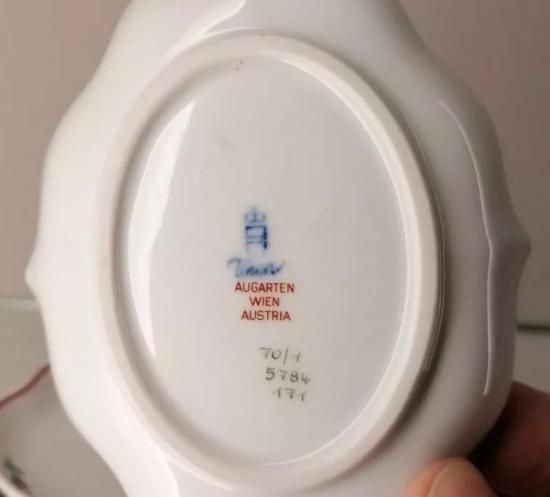 Wien
AUGARTEN
WIEN
AUSTRIA
70/1
5784
171